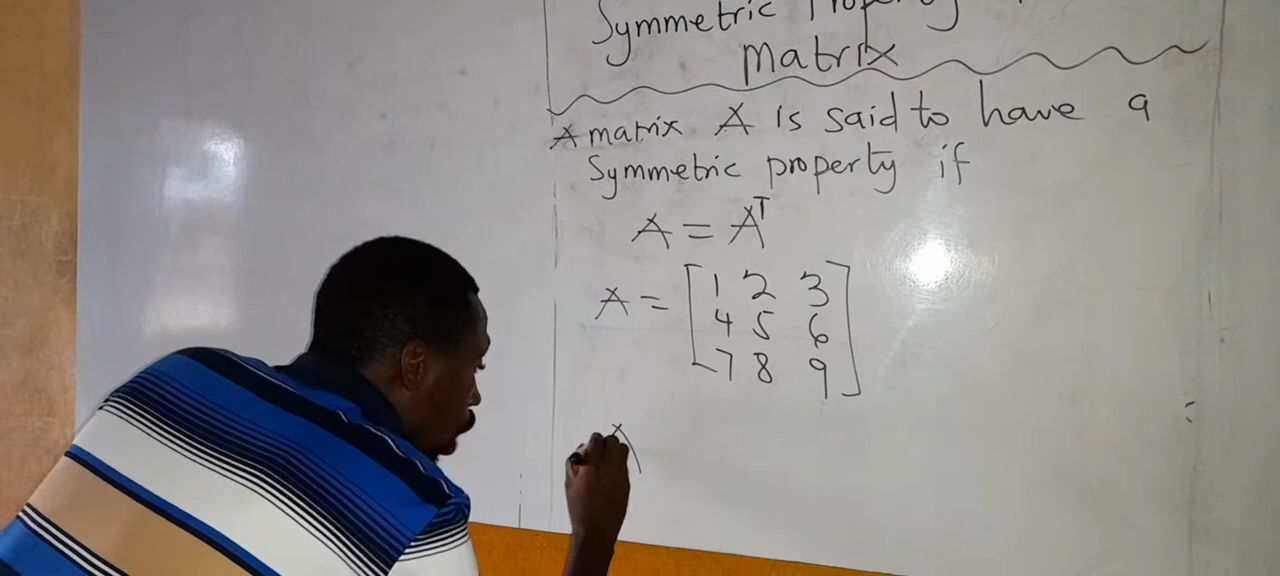 Symmetric Property
Matrix
A matrix A is said to have a
Symmetric property if
A = Aᵀ
A = [1 2 3
4 5 6
7 8 9]
A